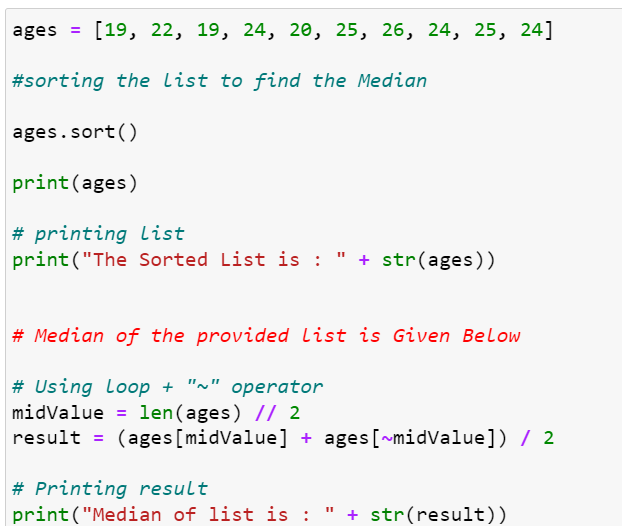 ages = [19, 22, 19, 24, 20, 25, 26, 24, 25, 24]
#sorting the list to find the Median
ages.sort()
print(ages)
# printing list
print("The Sorted List is : " + str(ages))
# Median of the provided list is Given Below
# Using loop + "~" operator
midValue = len(ages) // 2
result = (ages[midValue] + ages[~midValue]) / 2
# Printing result
print("Median of list is : " + str(result))